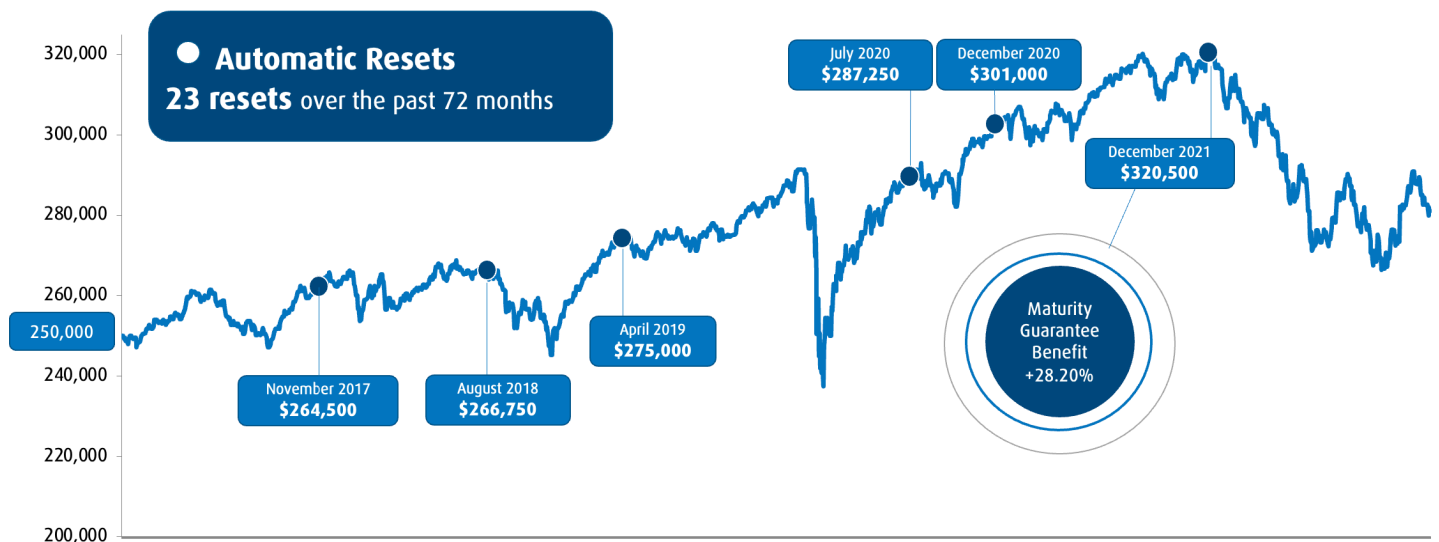 Automatic Resets
23 resets over the past 72 months
320,000
300,000
280,000
260,000
250,000
240,000
220,000
200,000
November 2017
$264,500
August 2018
$266,750
April 2019
$275,000
July 2020
$287,250
December 2020
$301,000
December 2021
$320,500
Maturity
Guarantee
Benefit
+28.20%